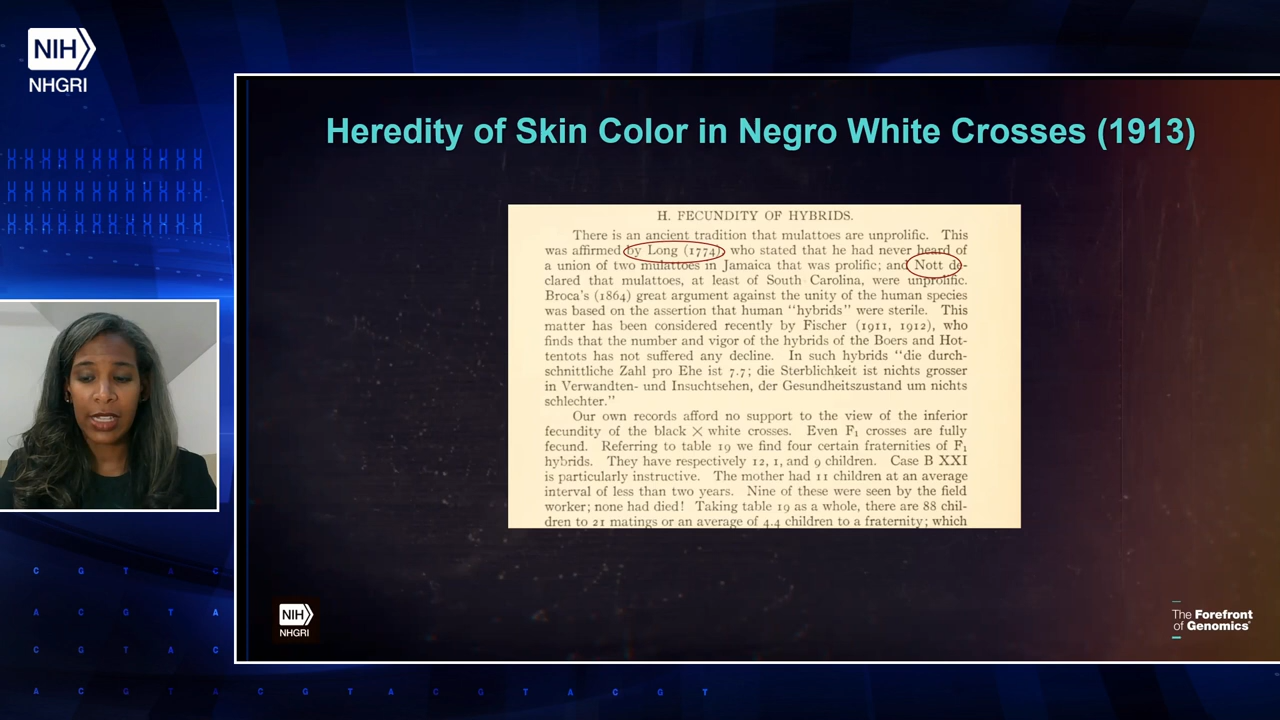 NIH
NHGRI
Heredity of Skin Color in Negro White Crosses (1913)
H. FECUNDITY OF HYBRIDS.
There is an ancient tradition that mulattoes are unprolific. This
was affirmed by Long (1774), who stated that he had never heard of
a union of two mulattoes in Jamaica that was prolific; and Nott de-
clared that mulattoes, at least of South Carolina, were unprolific.
Broca's (1864) great argument against the unity of the human species
was based on the assertion that human "hybrids" were sterile. This
matter has been considered recently by Fischer (1911, 1912), who
finds that the number and vigor of the hybrids of the Boers and Hot-
tentots has not suffered any decline. In such hybrids "die durch-
schnittliche Zahl pro Ehe ist 7.7; die Sterblichkeit ist nichts grosser
in Verwandten- und Insuchtsehen, der Gesundheitszustand um nichts
schlechter."
Our own records afford no support to the view of the inferior
fecundity of the black × white crosses. Even F₁ crosses are fully
fecund. Referring to table 19 we find four certain fraternities of F₁
hybrids. They have respectively 12, 1, and 9 children. Case B XXI
is particularly instructive. The mother had 11 children at an average
interval of less than two years. Nine of these were seen by the field
worker; none had died! Taking table 19 as a whole, there are 88 chil-
dren to 21 matings or an average of 4.4 children to a fraternity; which
NIH
NHGRI
The Forefront
of Genomics®
C G T A C
A C G T A
C G T A C
A C G T A C G T A C G T A C G T